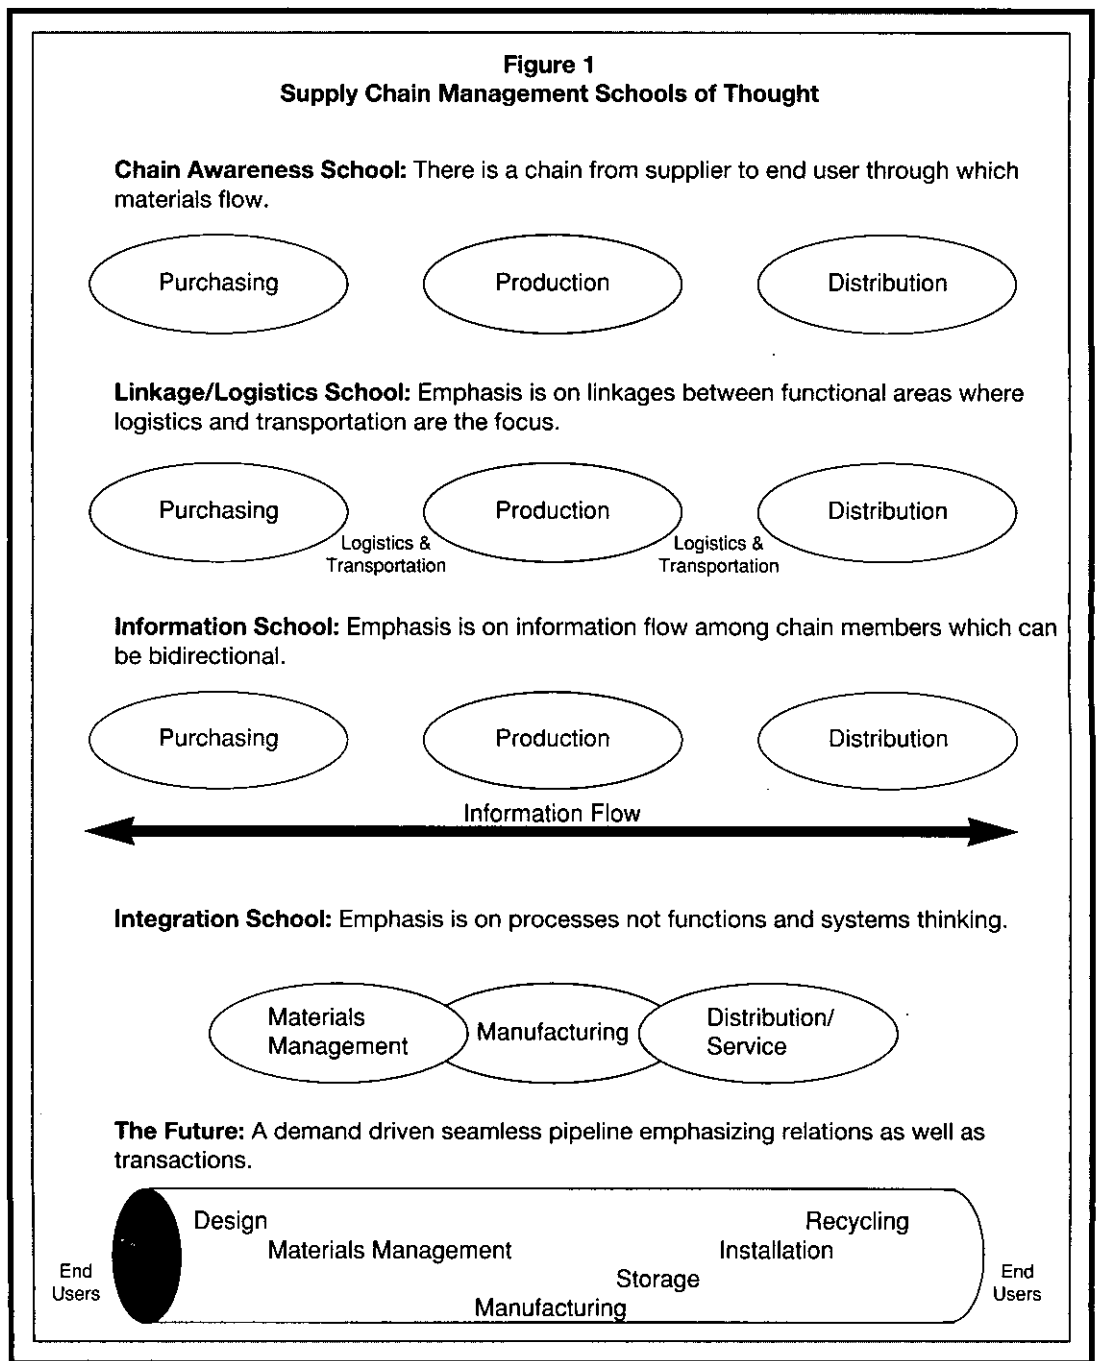 Figure 1
Supply Chain Management Schools of Thought
Chain Awareness School: There is a chain from supplier to end user through which
materials flow.
Purchasing Production Distribution
Linkage/Logistics School: Emphasis is on linkages between functional areas where
logistics and transportation are the focus.
Purchasing Production Distribution
Logistics &
Transportation
Logistics &
Transportation
Information School: Emphasis is on information flow among chain members which can
be bidirectional.
Purchasing Production Distribution
Information Flow
Integration School: Emphasis is on processes not functions and systems thinking.
Materials
Management
Manufacturing
Distribution/
Service
The Future: A demand driven seamless pipeline emphasizing relations as well as
transactions.
End
Users
Design
Materials Management
Manufacturing
Storage
Installation
Recycling
End
Users